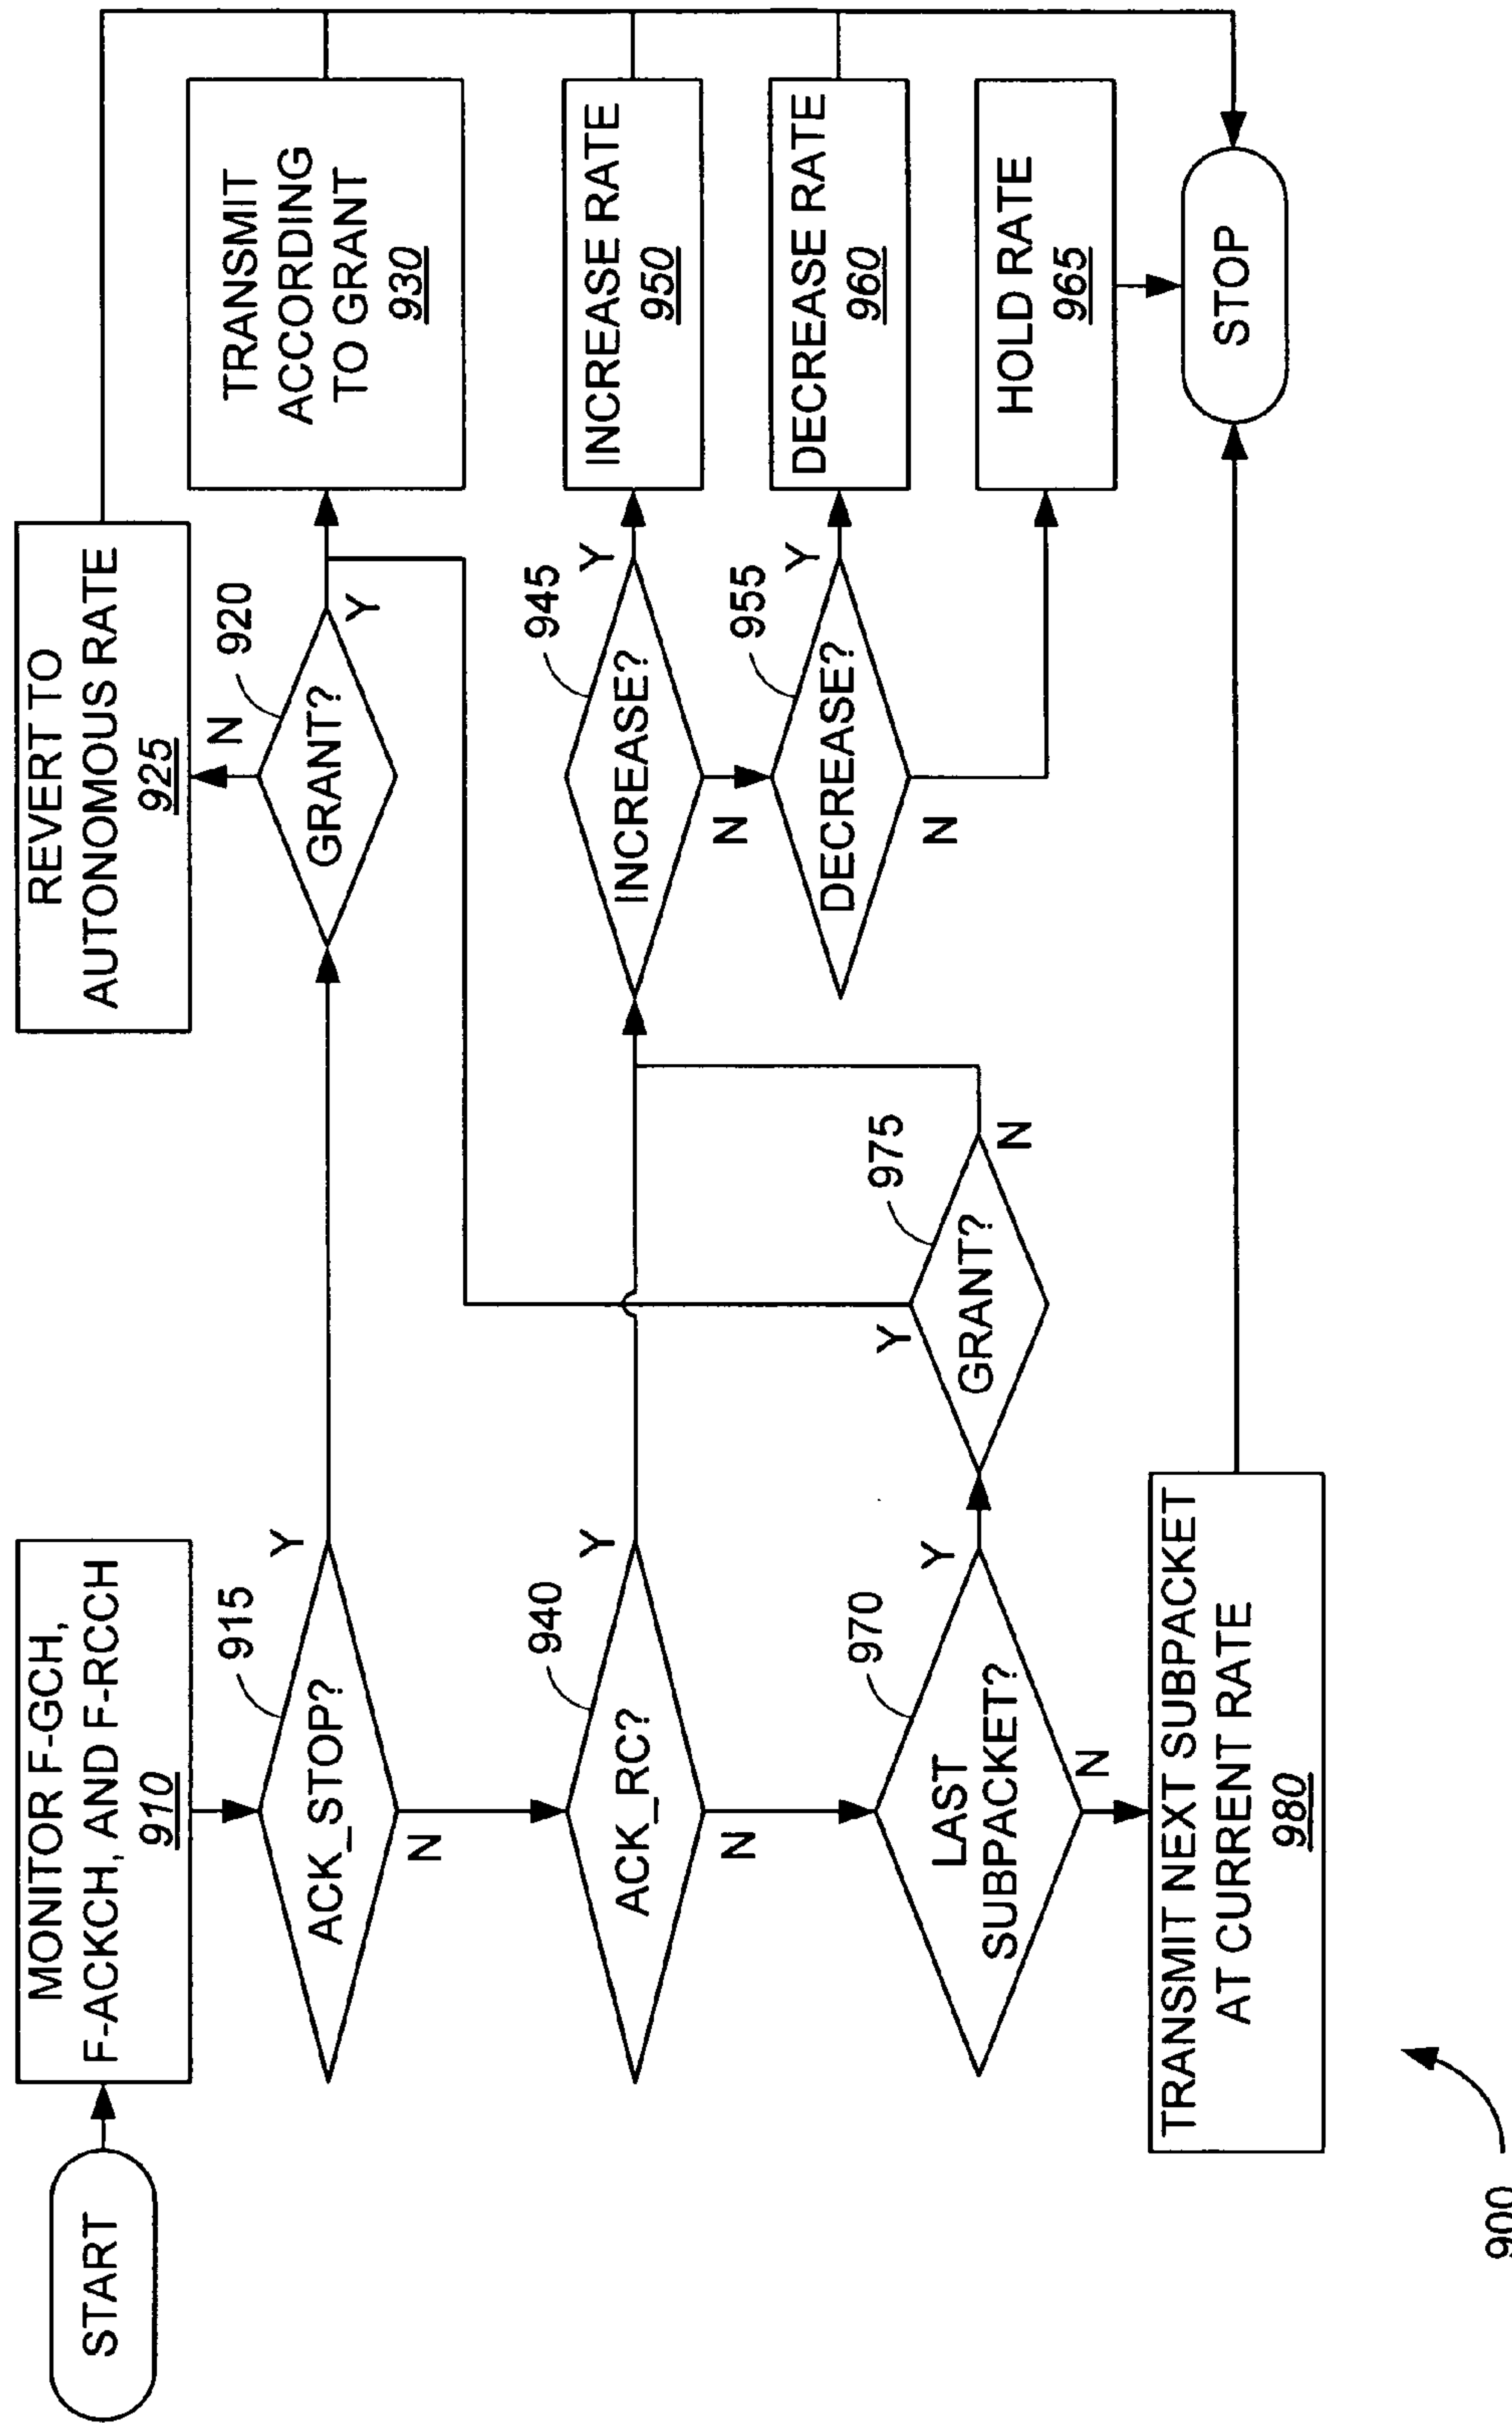 START
MONITOR F-GCH,
F-ACKCH, AND F-RCCH
910
ACK_STOP?
915
Y
N
GRANT?
920
N
Y
REVERT TO
AUTONOMOUS RATE
925
TRANSMIT
ACCORDING
TO GRANT
930
ACK_RC?
940
Y
N
INCREASE?
945
Y
N
INCREASE RATE
950
DECREASE?
955
Y
N
DECREASE RATE
960
HOLD RATE
965
LAST
SUBPACKET?
970
Y
N
GRANT?
975
Y
N
TRANSMIT NEXT SUBPACKET
AT CURRENT RATE
980
STOP
900